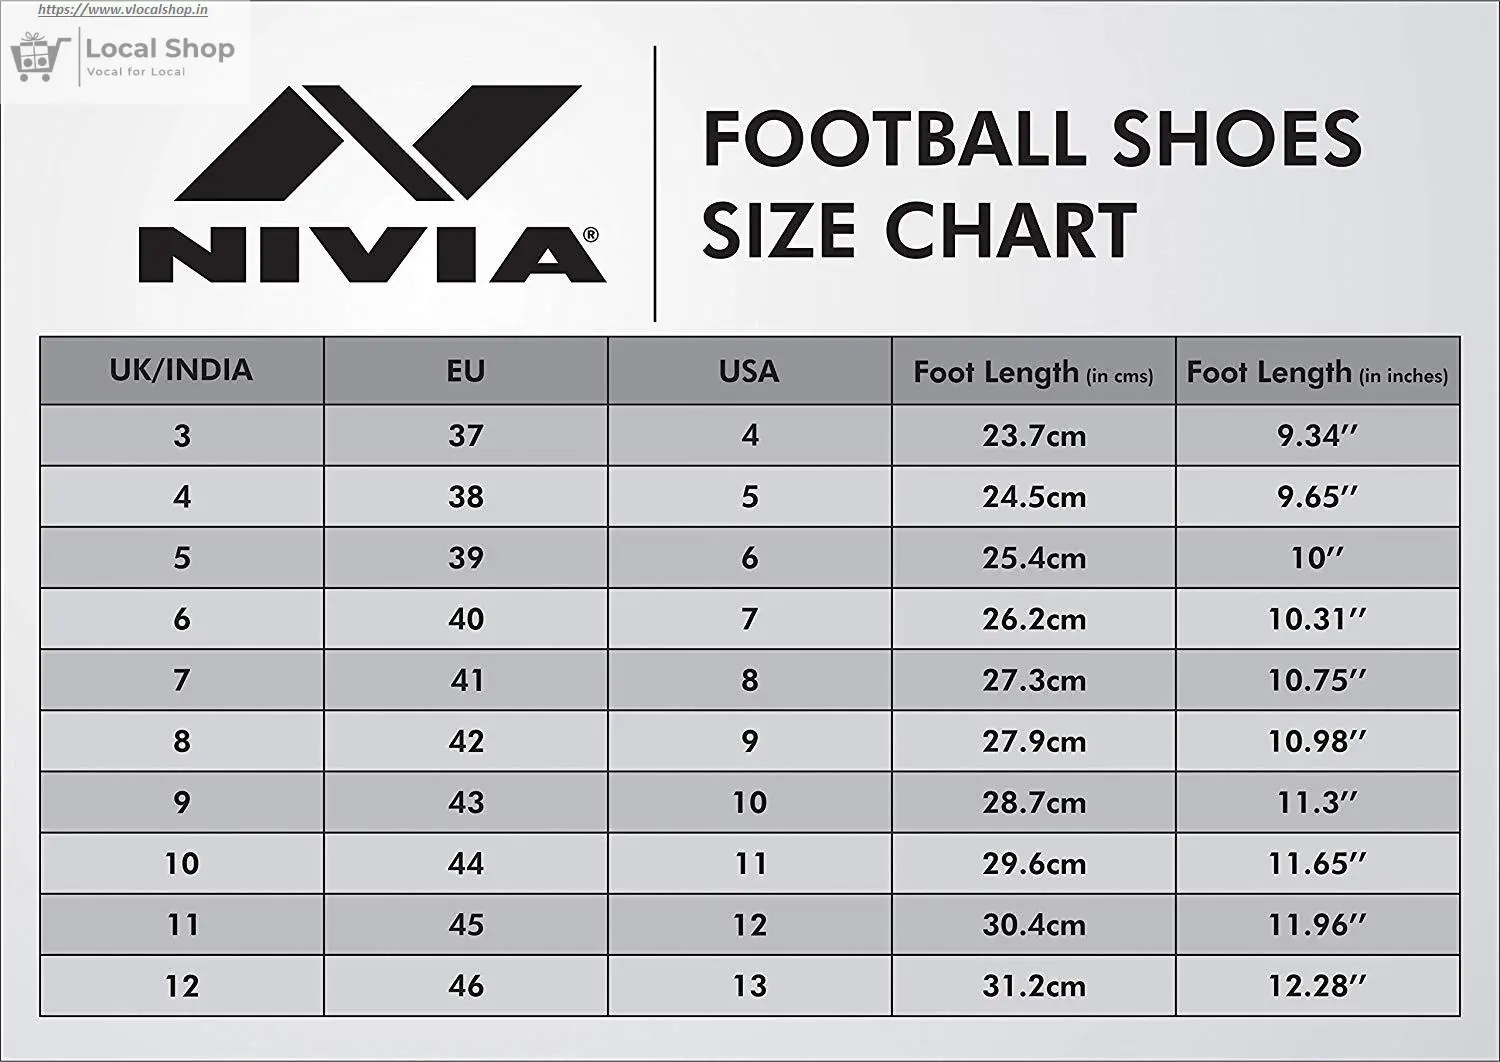 https://www.vlocalshop.in
Local Shop
Vocal for Local
NIVIA®
FOOTBALL SHOES
SIZE CHART
UK/INDIA EU USA Foot Length (in cms) Foot Length (in inches)
3 37 4 23.7cm 9.34’’
4 38 5 24.5cm 9.65’’
5 39 6 25.4cm 10’’
6 40 7 26.2cm 10.31’’
7 41 8 27.3cm 10.75’’
8 42 9 27.9cm 10.98’’
9 43 10 28.7cm 11.3’’
10 44 11 29.6cm 11.65’’
11 45 12 30.4cm 11.96’’
12 46 13 31.2cm 12.28’’